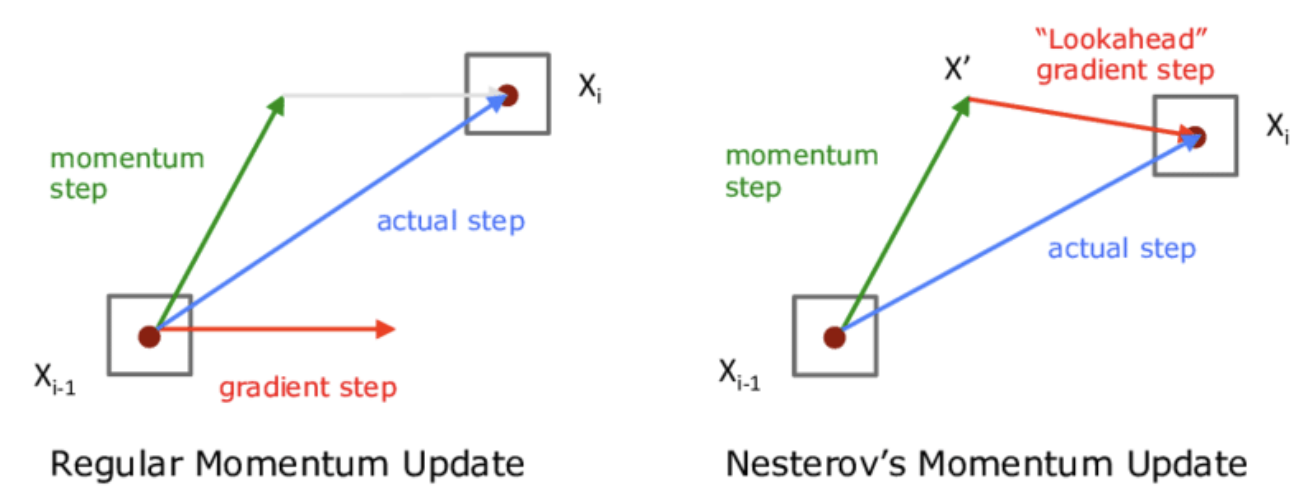 momentum
step
X_i
actual step
X_{i-1}
gradient step
Regular Momentum Update
X’
“Lookahead”
gradient step
momentum
step
X_i
actual step
X_{i-1}
Nesterov’s Momentum Update